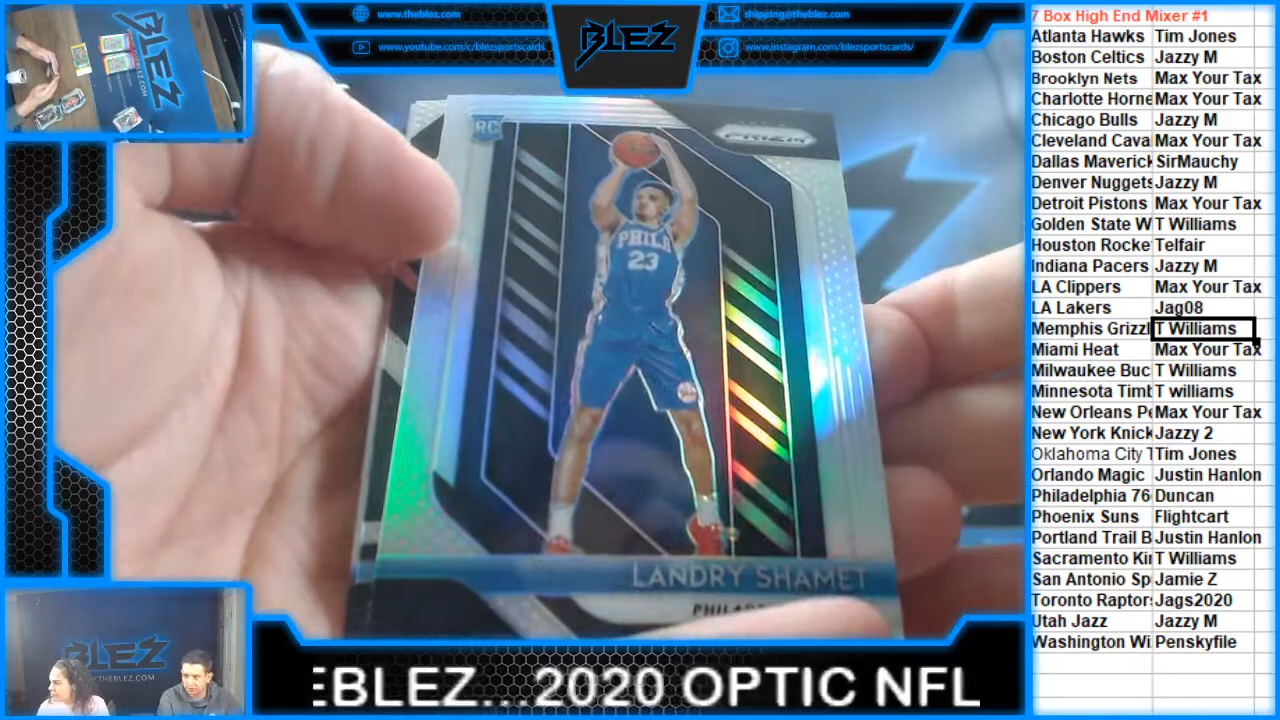 www.theblez.com
shipping@theblez.com
www.youtube.com/c/blezsportscards
www.instagram.com/blezsportscards/
BLEZ
BLEZ
BLEZ
RC
PRIZM
PHILA
23
LANDRY SHAMET
EBLEZ...2020 OPTIC NFL
7 Box High End Mixer #1
Atlanta Hawks Tim Jones
Boston Celtics Jazzy M
Brooklyn Nets Max Your Tax
Charlotte Horne Max Your Tax
Chicago Bulls Jazzy M
Cleveland Cava Max Your Tax
Dallas Maverick SirMauchy
Denver Nuggets Jazzy M
Detroit Pistons Max Your Tax
Golden State W T Williams
Houston Rocke Telfair
Indiana Pacers Jazzy M
LA Clippers Max Your Tax
LA Lakers Jag08
Memphis Grizzl T Williams
Miami Heat Max Your Tax
Milwaukee Buc T Williams
Minnesota Timb T williams
New Orleans Pe Max Your Tax
New York Knick Jazzy 2
Oklahoma City T Tim Jones
Orlando Magic Justin Hanlon
Philadelphia 76 Duncan
Phoenix Suns Flightcart
Portland Trail B Justin Hanlon
Sacramento Kin T Williams
San Antonio Sp Jamie Z
Toronto Raptors Jags2020
Utah Jazz Jazzy M
Washington Wi Penskyfile